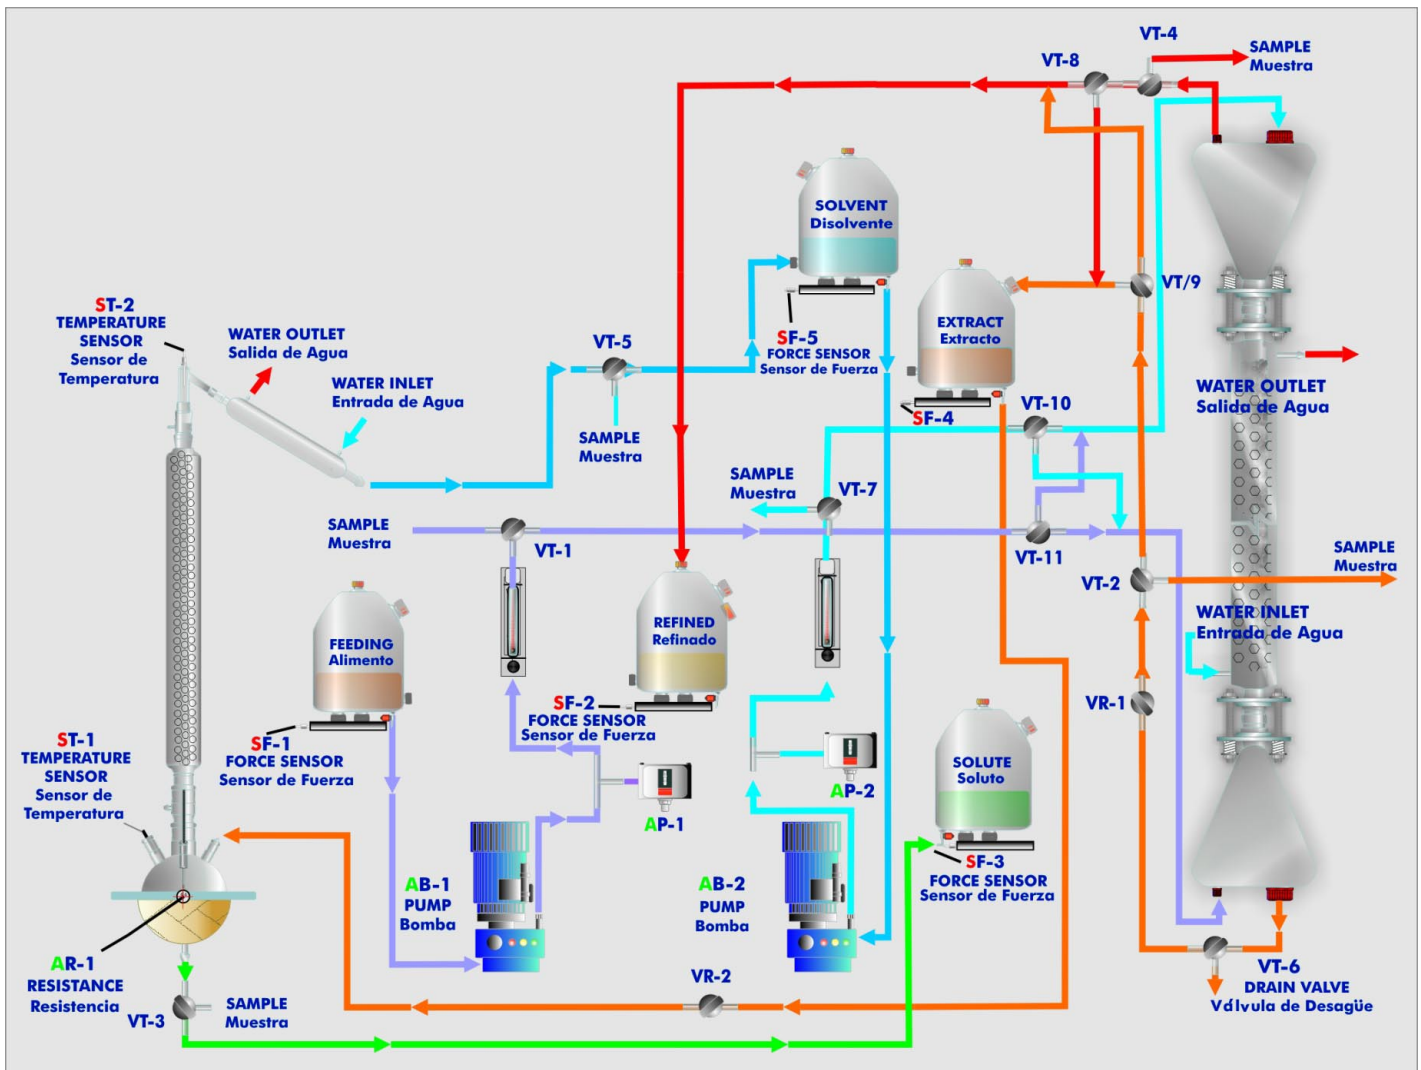 VT-4
SAMPLE
Muestra
VT-8
SOLVENT
Disolvente
VT/9
EXTRACT
Extracto
ST-2
TEMPERATURE
SENSOR
Sensor de
Temperatura
WATER OUTLET
Salida de Agua
WATER INLET
Entrada de Agua
VT-5
SAMPLE
Muestra
SF-5
FORCE SENSOR
Sensor de Fuerza
SF-4
VT-10
WATER OUTLET
Salida de Agua
SAMPLE
Muestra
VT-7
SAMPLE
Muestra
VT-1
VT-11
VT-2
SAMPLE
Muestra
WATER INLET
Entrada de Agua
FEEDING
Alimento
REFINED
Refinado
SF-1
FORCE SENSOR
Sensor de Fuerza
SF-2
FORCE SENSOR
Sensor de Fuerza
VR-1
ST-1
TEMPERATURE
SENSOR
Sensor de
Temperatura
SOLUTE
Soluto
AP-1
AP-2
SF-3
FORCE SENSOR
Sensor de Fuerza
AB-1
PUMP
Bomba
AB-2
PUMP
Bomba
AR-1
RESISTANCE
Resistencia
VR-2
VT-6
DRAIN VALVE
Válvula de Desagüe
VT-3
SAMPLE
Muestra